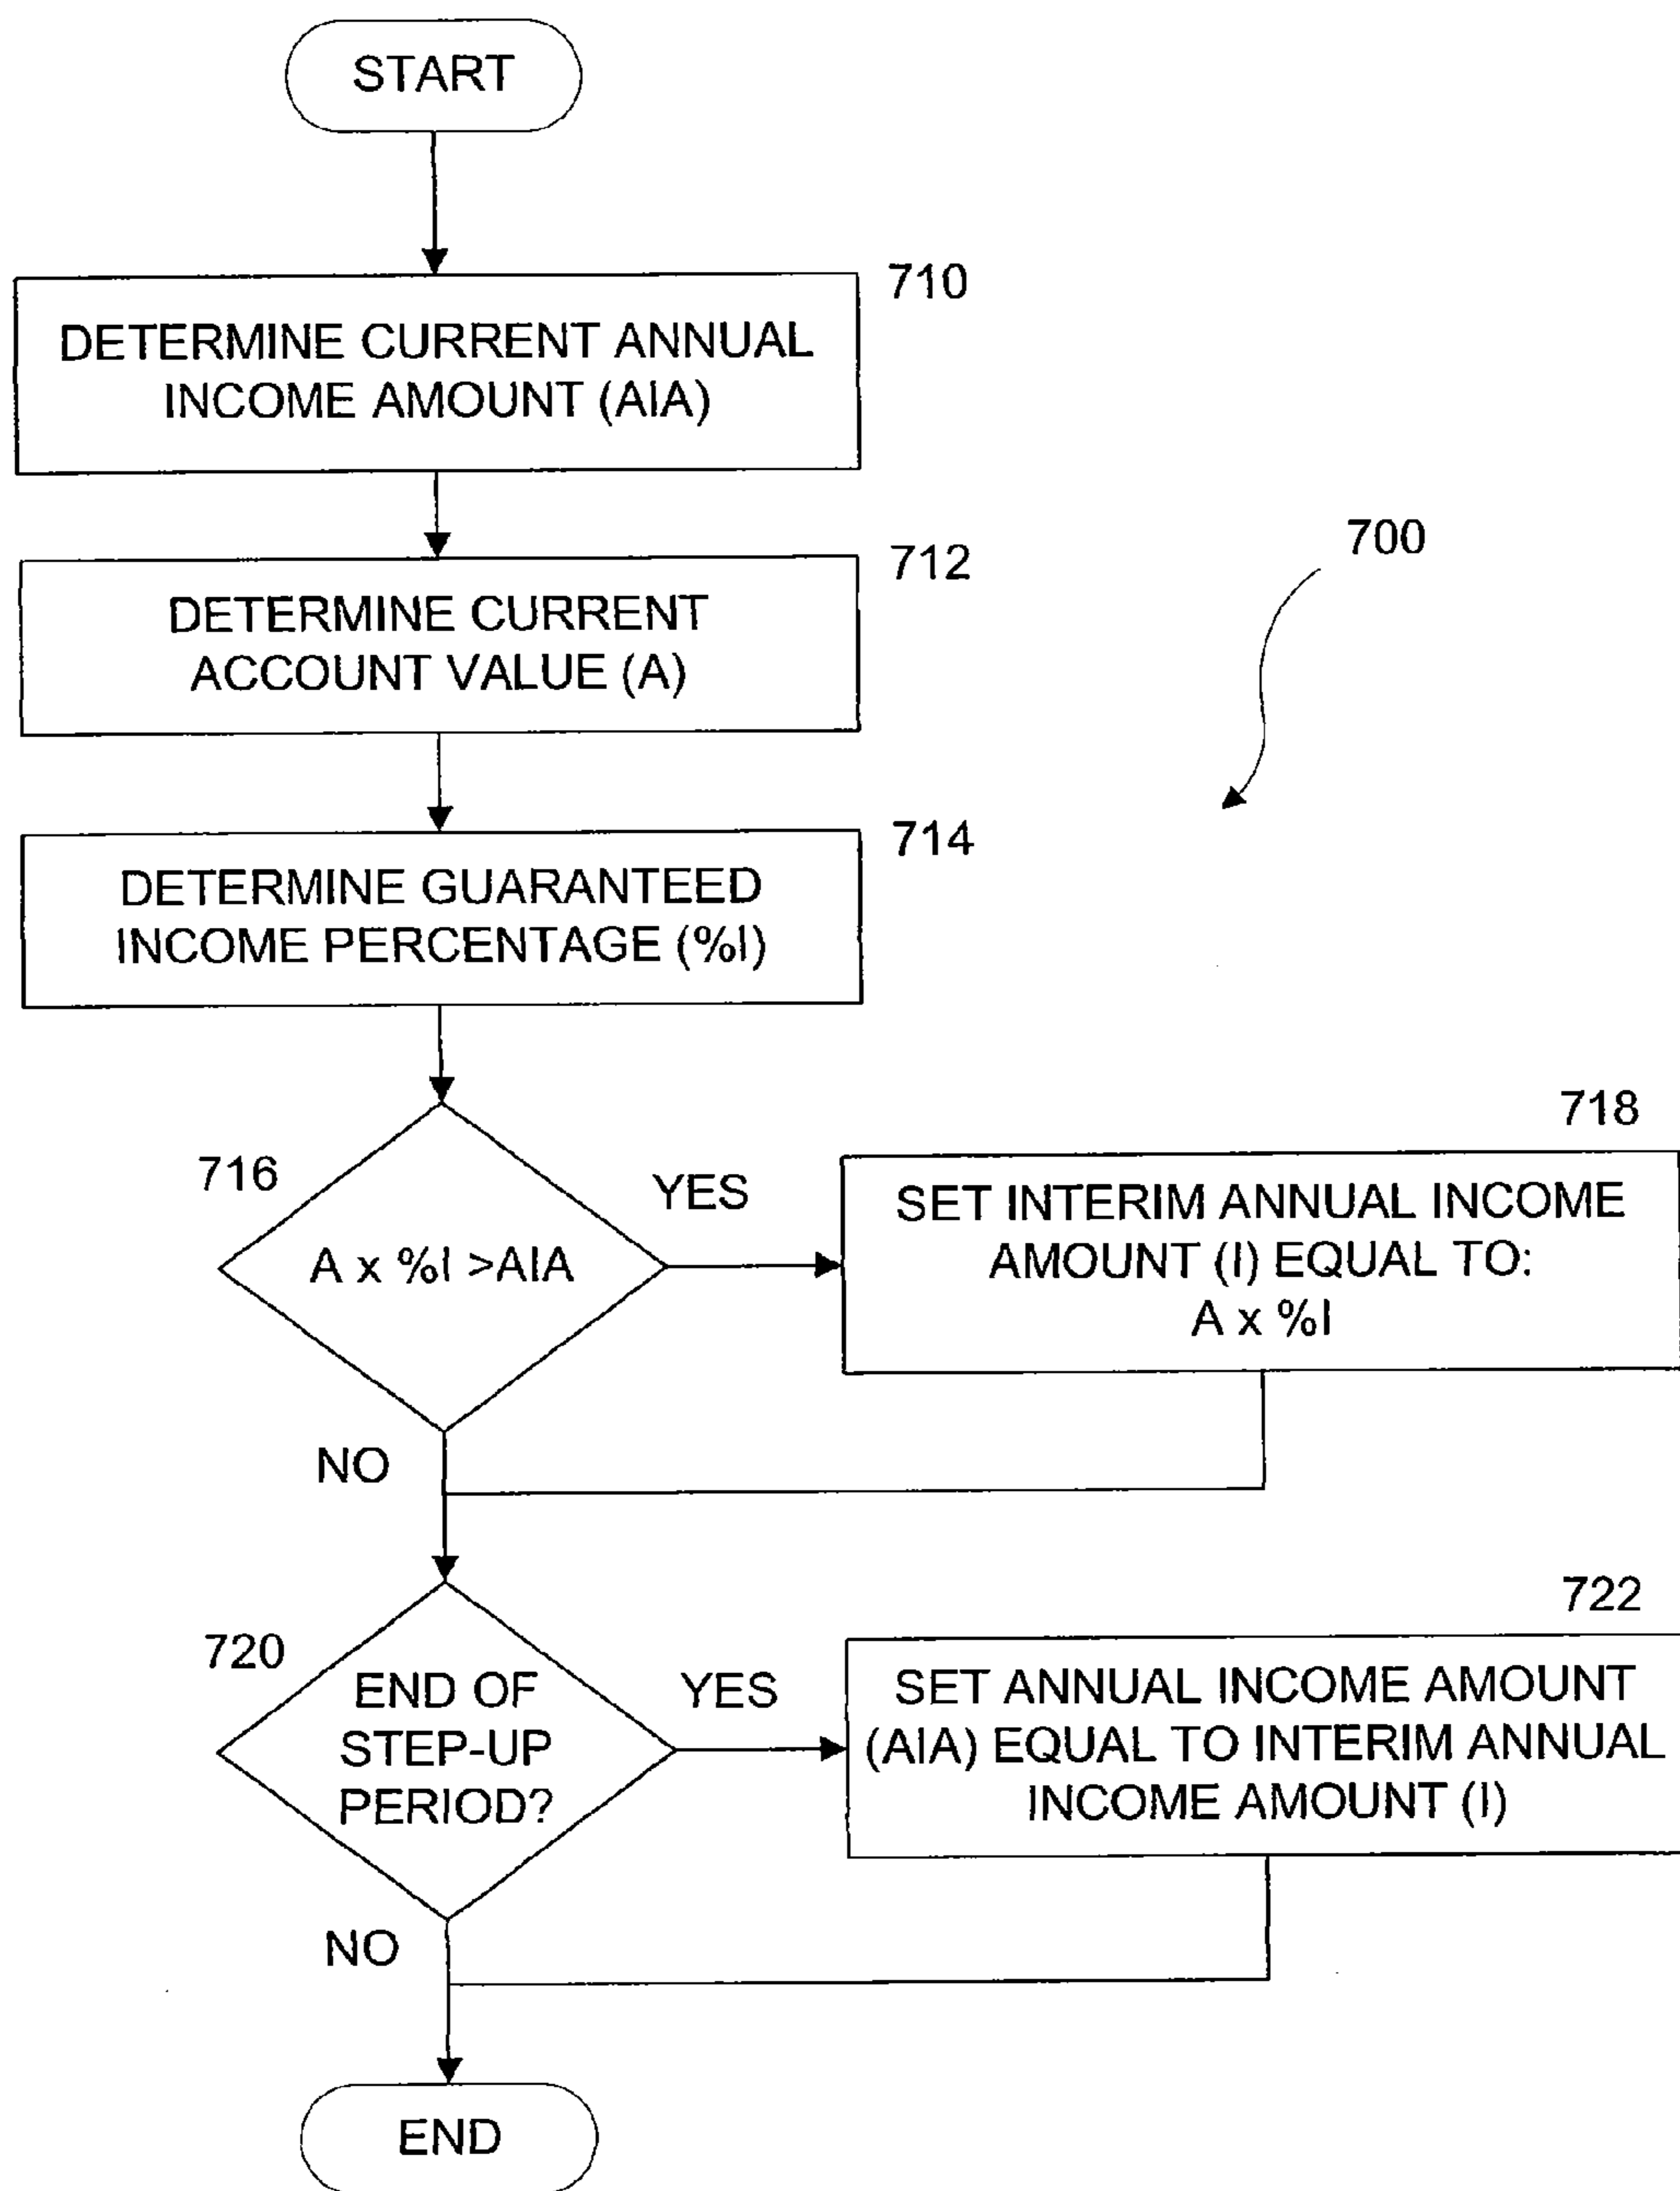 START
710
DETERMINE CURRENT ANNUAL
INCOME AMOUNT (AIA)
712
DETERMINE CURRENT
ACCOUNT VALUE (A)
700
714
DETERMINE GUARANTEED
INCOME PERCENTAGE (%I)
716
A x %I >AIA
YES
718
SET INTERIM ANNUAL INCOME
AMOUNT (I) EQUAL TO:
A x %I
NO
720
END OF
STEP-UP
PERIOD?
YES
722
SET ANNUAL INCOME AMOUNT
(AIA) EQUAL TO INTERIM ANNUAL
INCOME AMOUNT (I)
NO
END